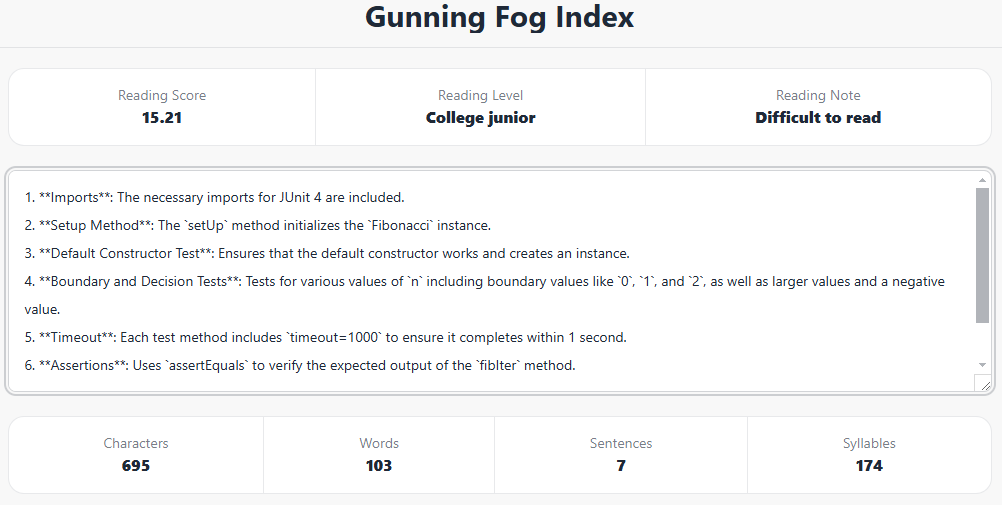 Gunning Fog Index
Reading Score
15.21
Reading Level
College junior
Reading Note
Difficult to read
1. **Imports**: The necessary imports for JUnit 4 are included.
2. **Setup Method**: The `setUp` method initializes the `Fibonacci` instance.
3. **Default Constructor Test**: Ensures that the default constructor works and creates an instance.
4. **Boundary and Decision Tests**: Tests for various values of `n` including boundary values like `0`, `1`, and `2`, as well as larger values and a negative
value.
5. **Timeout**: Each test method includes `timeout=1000` to ensure it completes within 1 second.
6. **Assertions**: Uses `assertEquals` to verify the expected output of the `fibIter` method.
Characters
695
Words
103
Sentences
7
Syllables
174